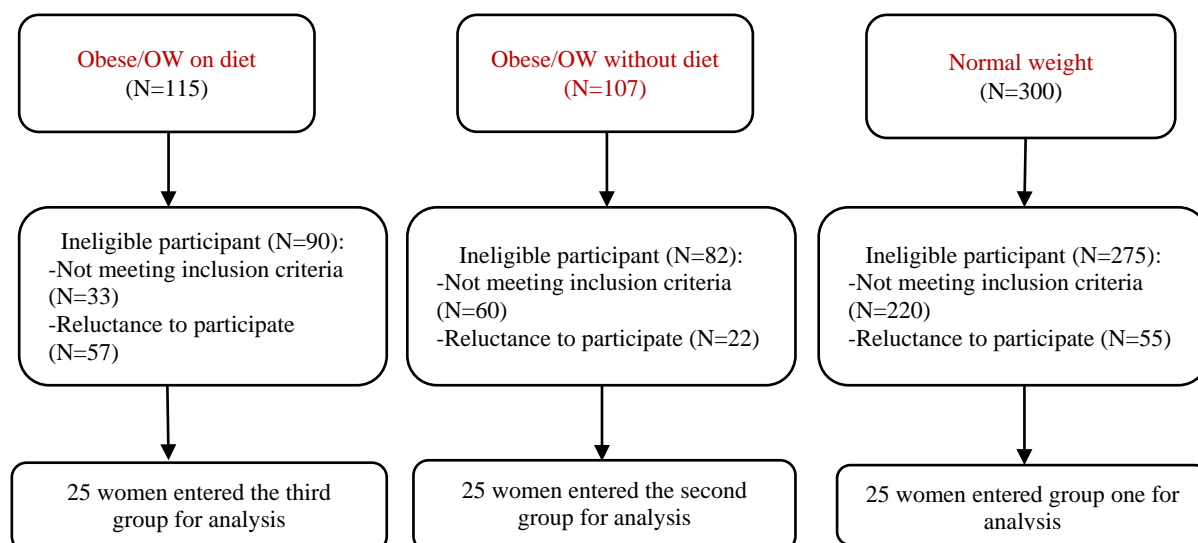 Obese/OW on diet
(N=115)
Obese/OW without diet
(N=107)
Normal weight
(N=300)
Ineligible participant (N=90):
-Not meeting inclusion criteria
(N=33)
-Reluctance to participate
(N=57)
Ineligible participant (N=82):
-Not meeting inclusion criteria
(N=60)
-Reluctance to participate (N=22)
Ineligible participant (N=275):
-Not meeting inclusion criteria
(N=220)
-Reluctance to participate (N=55)
25 women entered the third
group for analysis
25 women entered the second
group for analysis
25 women entered group one for
analysis